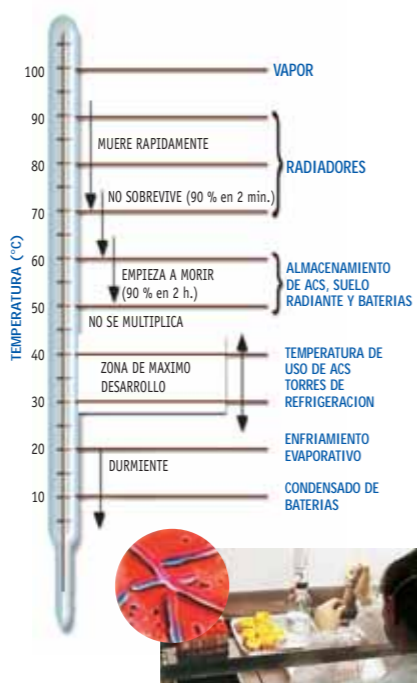 TEMPERATURA (°C)
100
VAPOR
90
MUERE RAPIDAMENTE
80
RADIADORES
NO SOBREVIVE (90 % en 2 min.)
70
60
EMPIEZA A MORIR
(90 % en 2 h.)
ALMACENAMIENTO
DE ACS, SUELO
RADIANTE Y BATERIAS
50
NO SE MULTIPLICA
40
ZONA DE MAXIMO
DESARROLLO
TEMPERATURA DE
USO DE ACS
TORRES DE
REFRIGERACION
30
20
ENFRIAMIENTO
EVAPORATIVO
DURMIENTE
10
CONDENSADO DE
BATERIAS